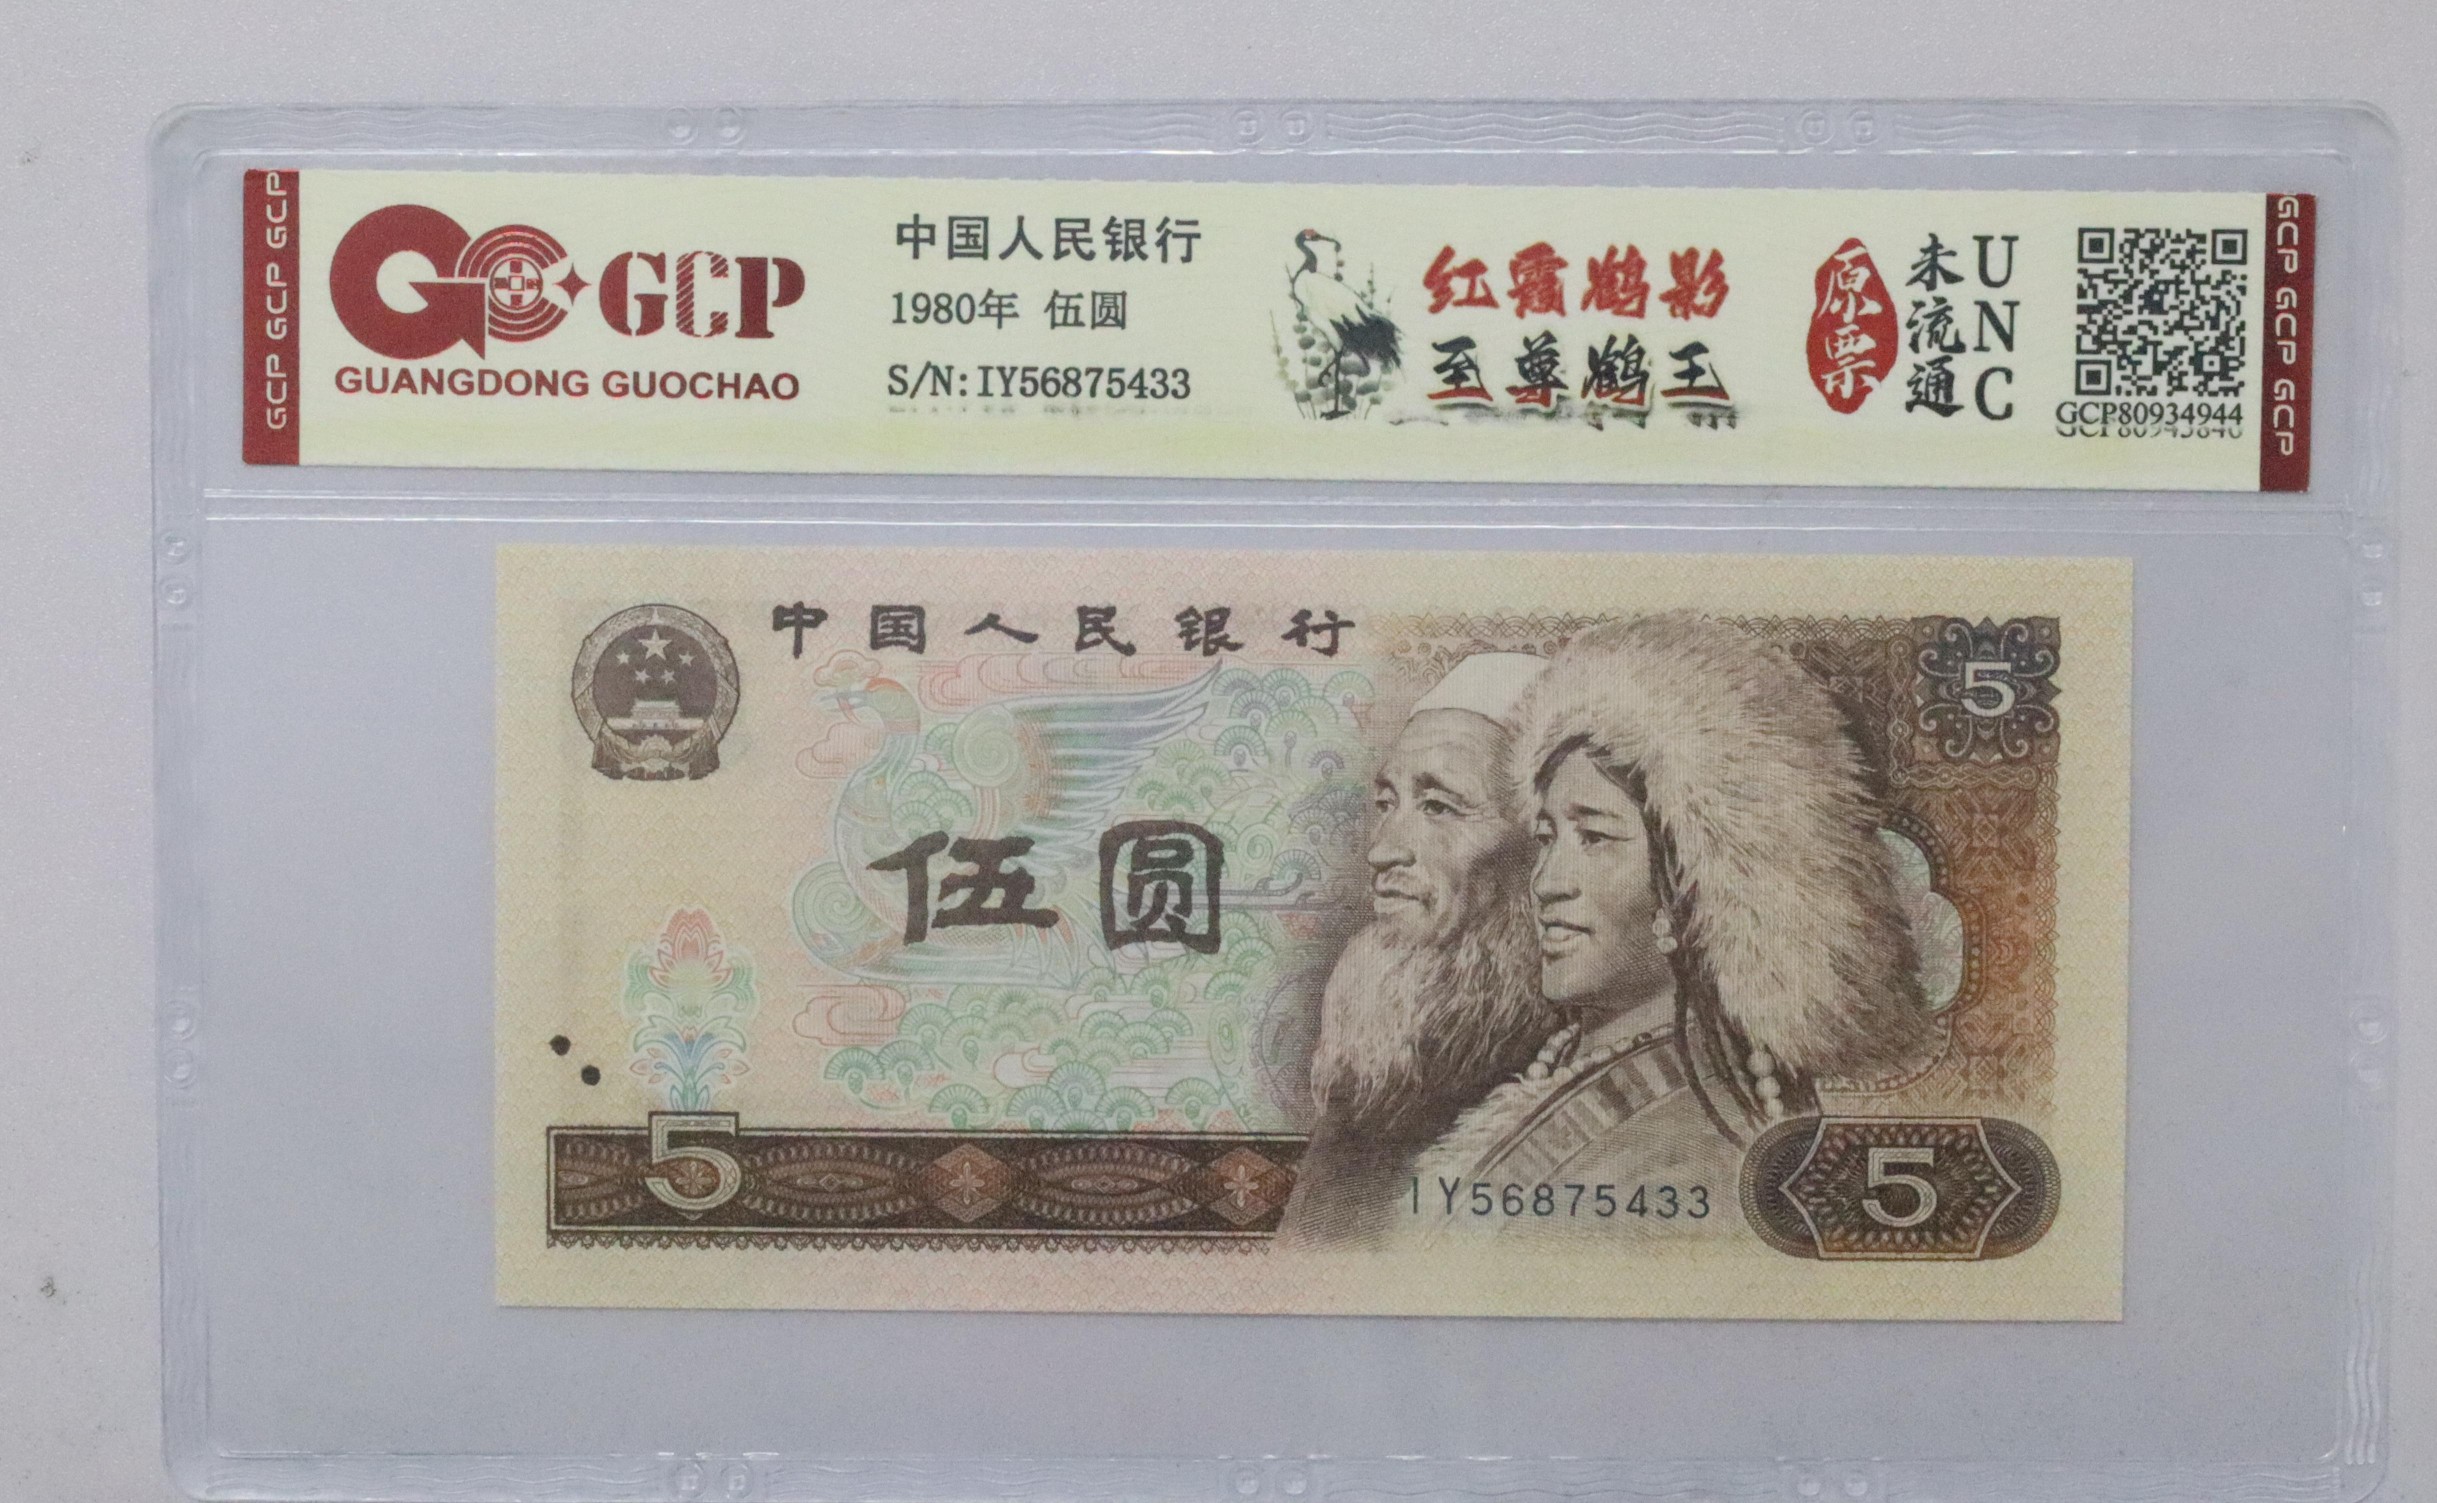 GCP GCP GCP
GCP
GUANGDONG GUOCHAO
中国人民银行
1980年 伍圆
S/N:IY56875433
红霞鹤影
至尊鹤王
原票
未流通
UNC
GCP80934944
GCP GCP GCP
中国人民银行
5
伍圆
5
IY56875433
5